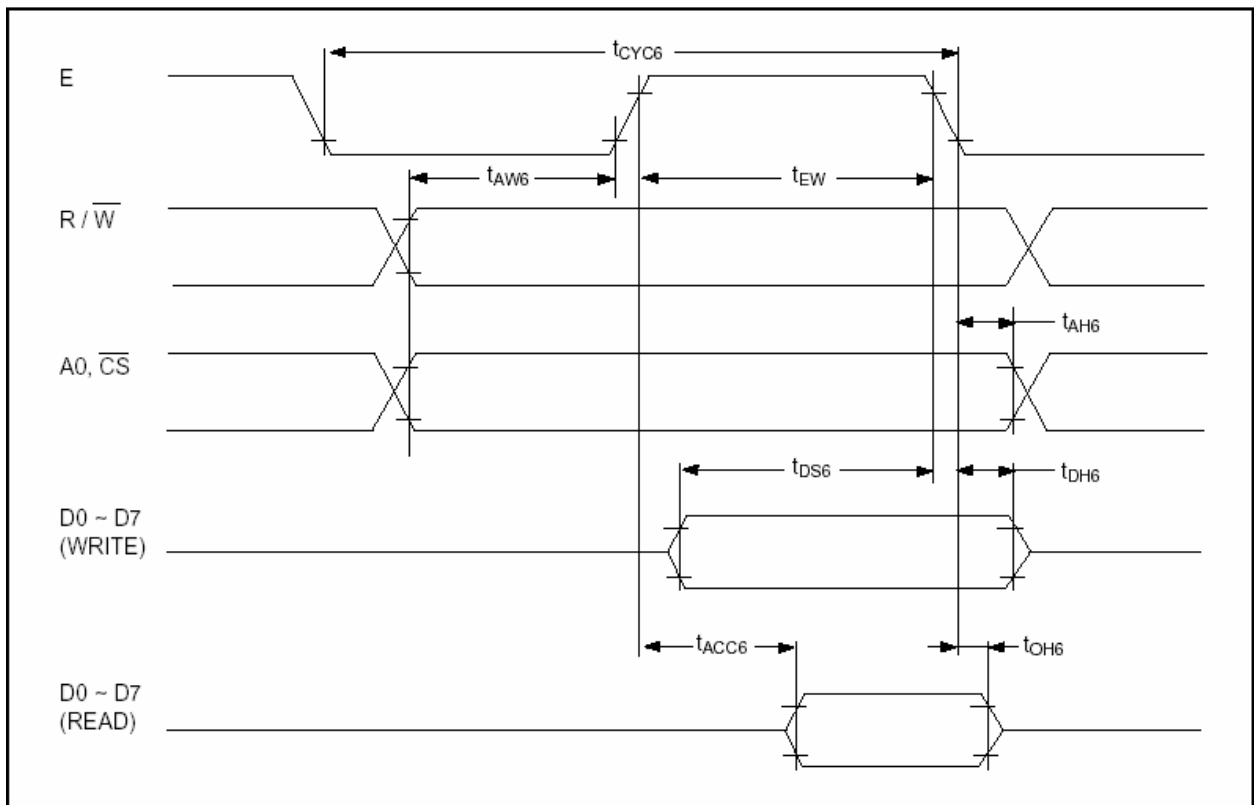 tCYC6
E
tAW6
tEW
R / W
tAH6
A0, CS
tDS6
tDH6
D0 ~ D7
(WRITE)
tACC6
tOH6
D0 ~ D7
(READ)